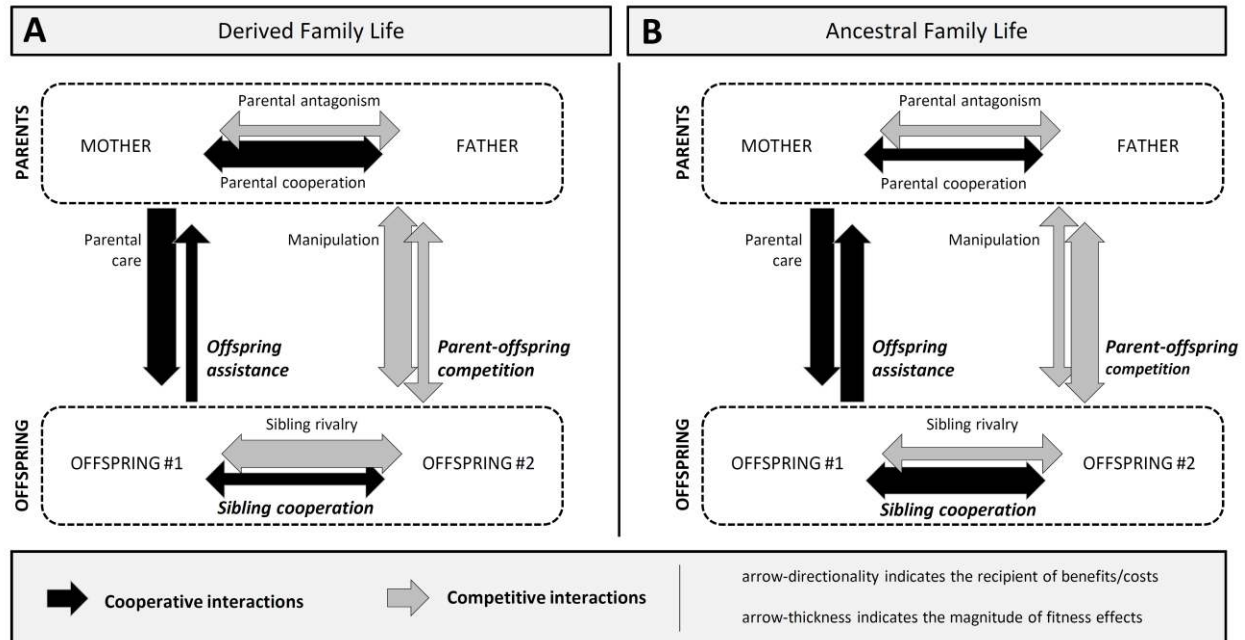 A
Derived Family Life
PARENTS
Parental antagonism
MOTHER
FATHER
Parental cooperation
Parental
care
Manipulation
Offspring
assistance
Parent-offspring
competition
OFFSPRING
Sibling rivalry
OFFSPRING #1
OFFSPRING #2
Sibling cooperation
B
Ancestral Family Life
PARENTS
Parental antagonism
MOTHER
FATHER
Parental cooperation
Parental
care
Manipulation
Offspring
assistance
Parent-offspring
competition
OFFSPRING
Sibling rivalry
OFFSPRING #1
OFFSPRING #2
Sibling cooperation
Cooperative interactions
Competitive interactions
arrow-directionality indicates the recipient of benefits/costs
arrow-thickness indicates the magnitude of fitness effects